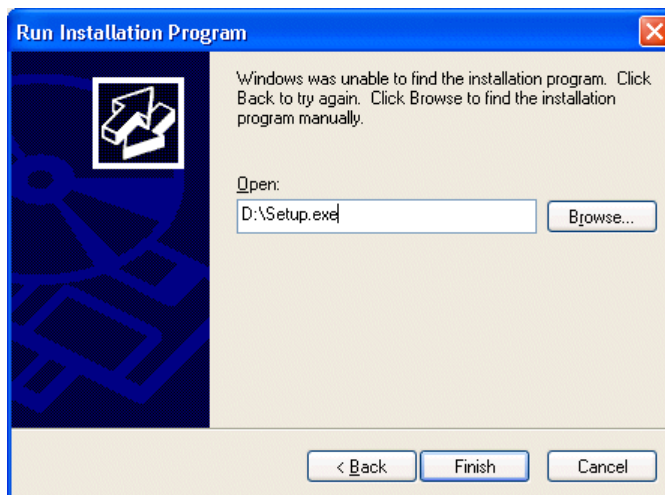 Run Installation Program
Windows was unable to find the installation program. Click
Back to try again. Click Browse to find the installation
program manually.
Open:
D:\Setup.exe
Browse...
< Back
Finish
Cancel